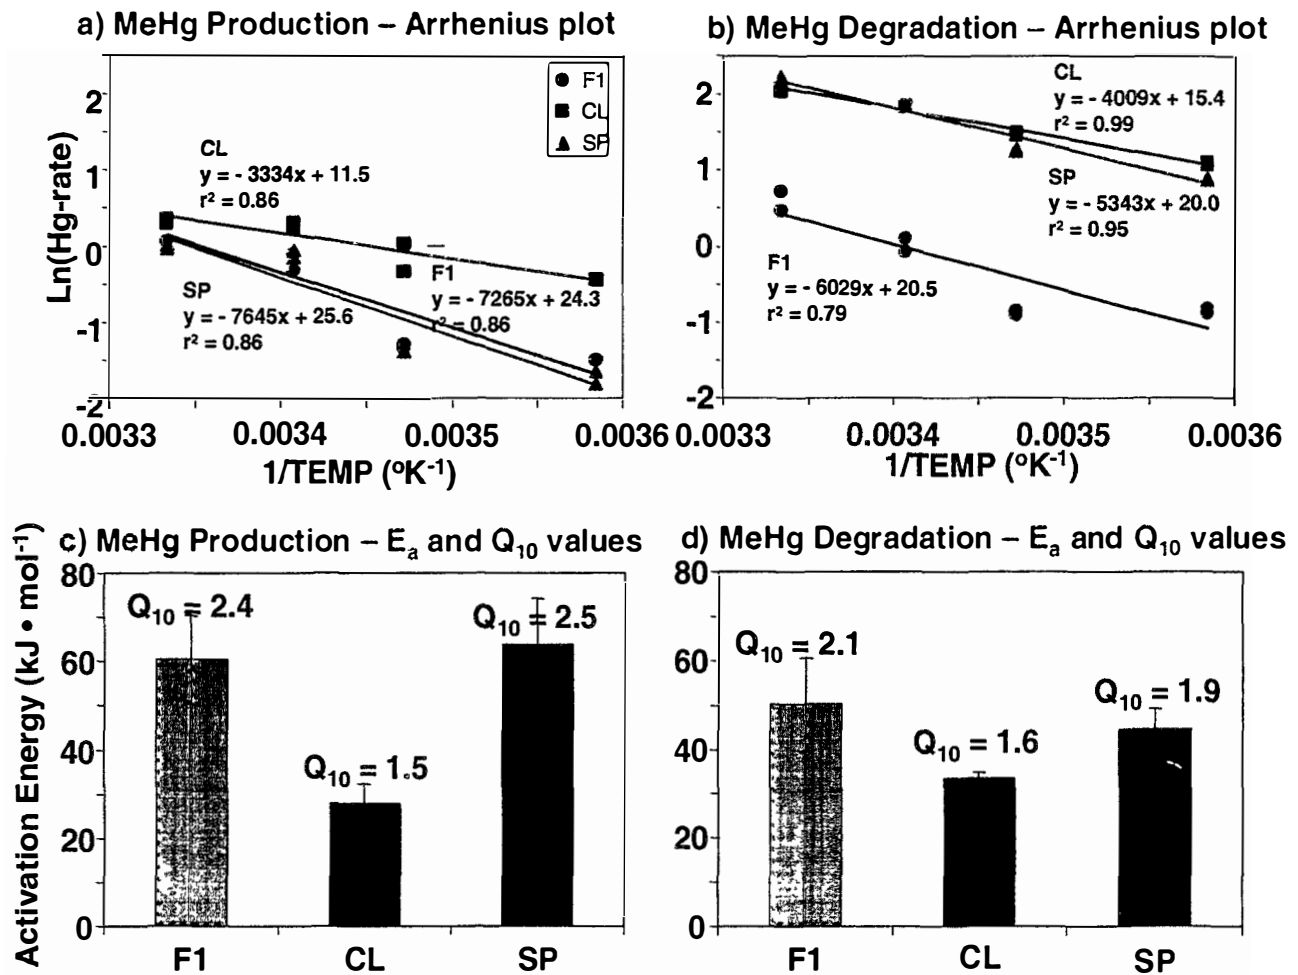 a) MeHg Production – Arrhenius plot
Ln(Hg-rate)
2
1
0
-1
-2
F1
CL
SP
CL
y = - 3334x + 11.5
r² = 0.86
F1
y = - 7265x + 24.3
r² = 0.86
SP
y = - 7645x + 25.6
r² = 0.86
0.0033 0.0034 0.0035 0.0036
1/TEMP (ºK⁻¹)
b) MeHg Degradation – Arrhenius plot
2
1
0
-1
-2
CL
y = - 4009x + 15.4
r² = 0.99
SP
y = - 5343x + 20.0
r² = 0.95
F1
y = - 6029x + 20.5
r² = 0.79
0.0033 0.0034 0.0035 0.0036
1/TEMP (ºK⁻¹)
c) MeHg Production – Eₐ and Q₁₀ values
Activation Energy (kJ • mol⁻¹)
80
60
40
20
0
Q₁₀ = 2.4
Q₁₀ = 1.5
Q₁₀ = 2.5
F1 CL SP
d) MeHg Degradation – Eₐ and Q₁₀ values
80
60
40
20
0
Q₁₀ = 2.1
Q₁₀ = 1.6
Q₁₀ = 1.9
F1 CL SP